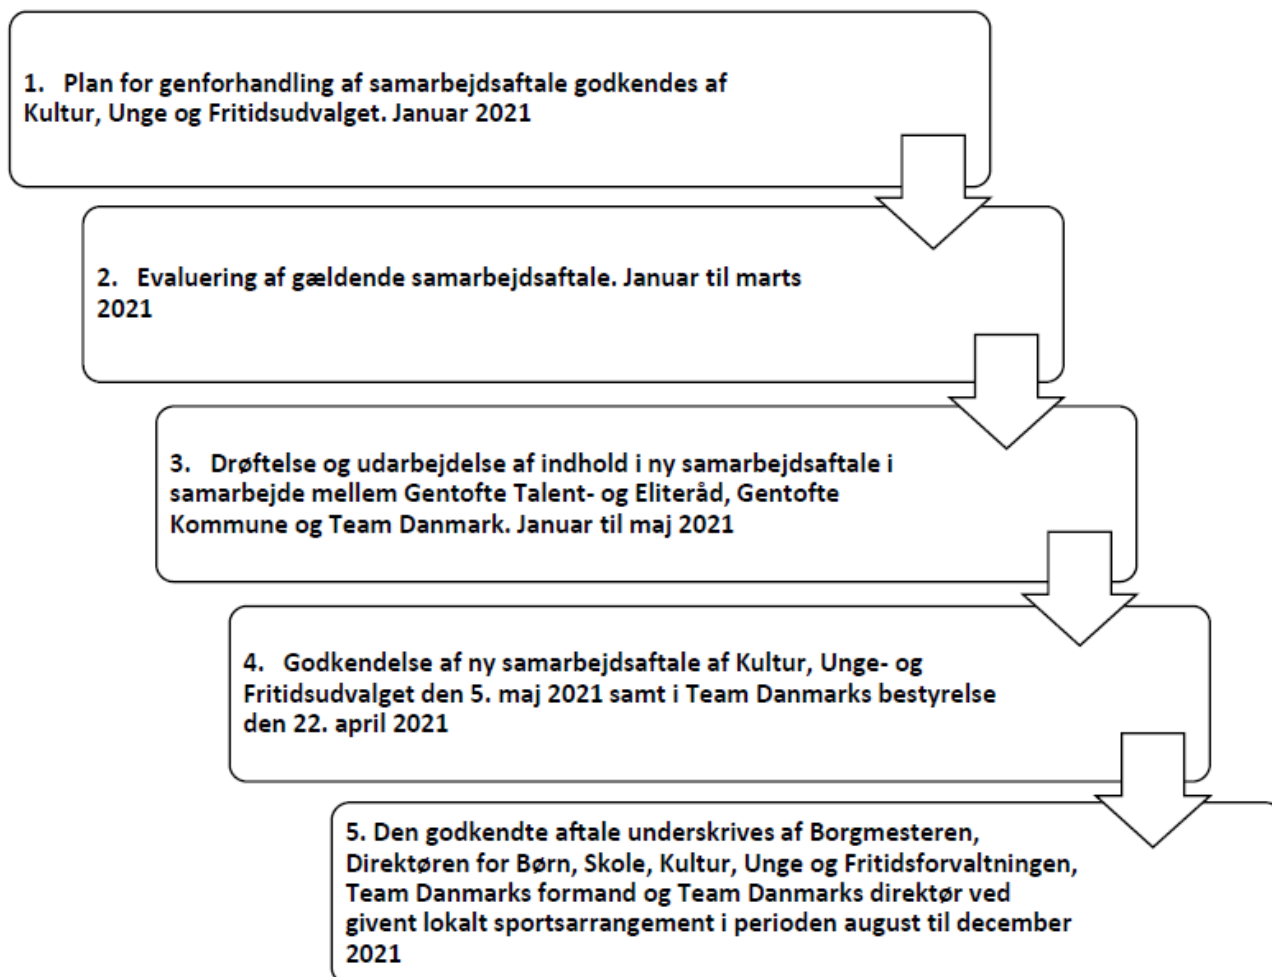 1. Plan for genforhandling af samarbejdsaftale godkendes af
Kultur, Unge og Fritidsudvalget. Januar 2021
2. Evaluering af gældende samarbejdsaftale. Januar til marts
2021
3. Drøftelse og udarbejdelse af indhold i ny samarbejdsaftale i
samarbejde mellem Gentofte Talent- og Eliteråd, Gentofte
Kommune og Team Danmark. Januar til maj 2021
4. Godkendelse af ny samarbejdsaftale af Kultur, Unge- og
Fritidsudvalget den 5. maj 2021 samt i Team Danmarks bestyrelse
den 22. april 2021
5. Den godkendte aftale underskrives af Borgmesteren,
Direktøren for Børn, Skole, Kultur, Unge og Fritidsforvaltningen,
Team Danmarks formand og Team Danmarks direktør ved
givent lokalt sportsarrangement i perioden august til december
2021